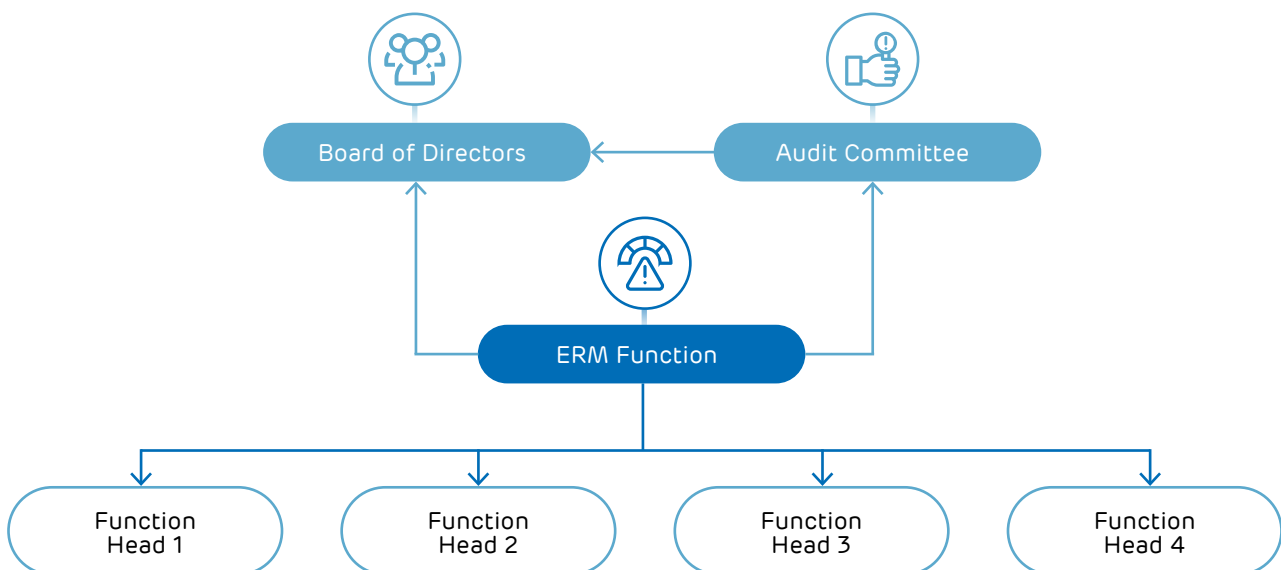 Board of Directors
Audit Committee
ERM Function
Function
Head 1
Function
Head 2
Function
Head 3
Function
Head 4